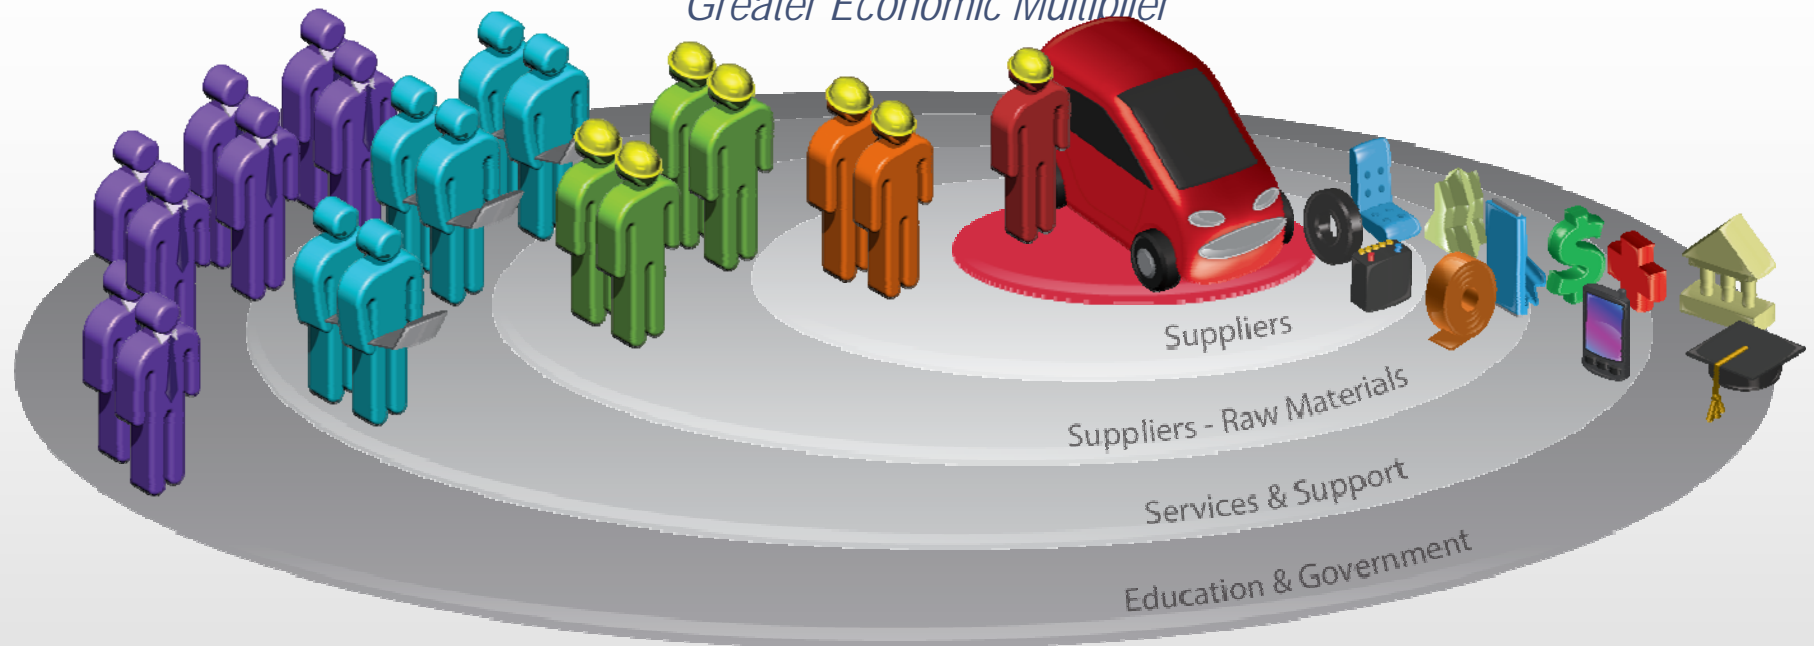 Greater Economic Multiplier
Suppliers
Suppliers - Raw Materials
Services & Support
Education & Government